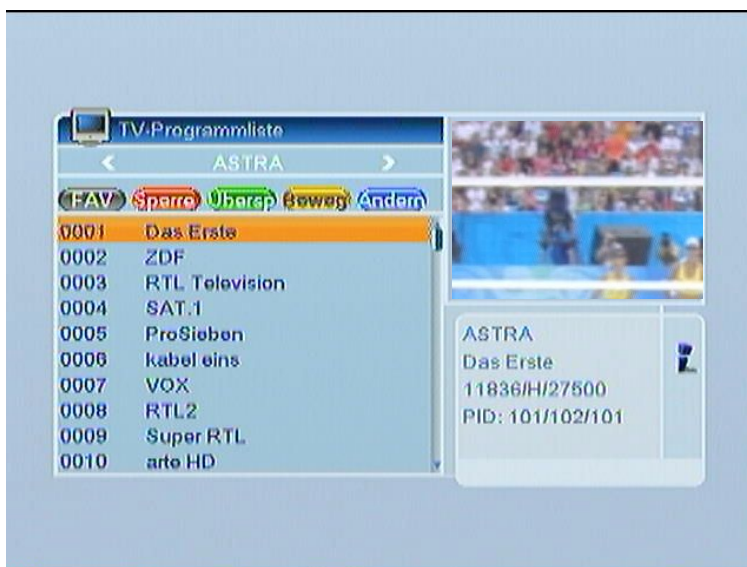 TV-Programmliste
ASTRA
FAV Sperre Übersp Beweg Ändern
0001 Das Erste
0002 ZDF
0003 RTL Television
0004 SAT.1
0005 ProSieben
0006 kabel eins
0007 VOX
0008 RTL2
0009 Super RTL
0010 arte HD
ASTRA
Das Erste
11836/H/27500
PID: 101/102/101